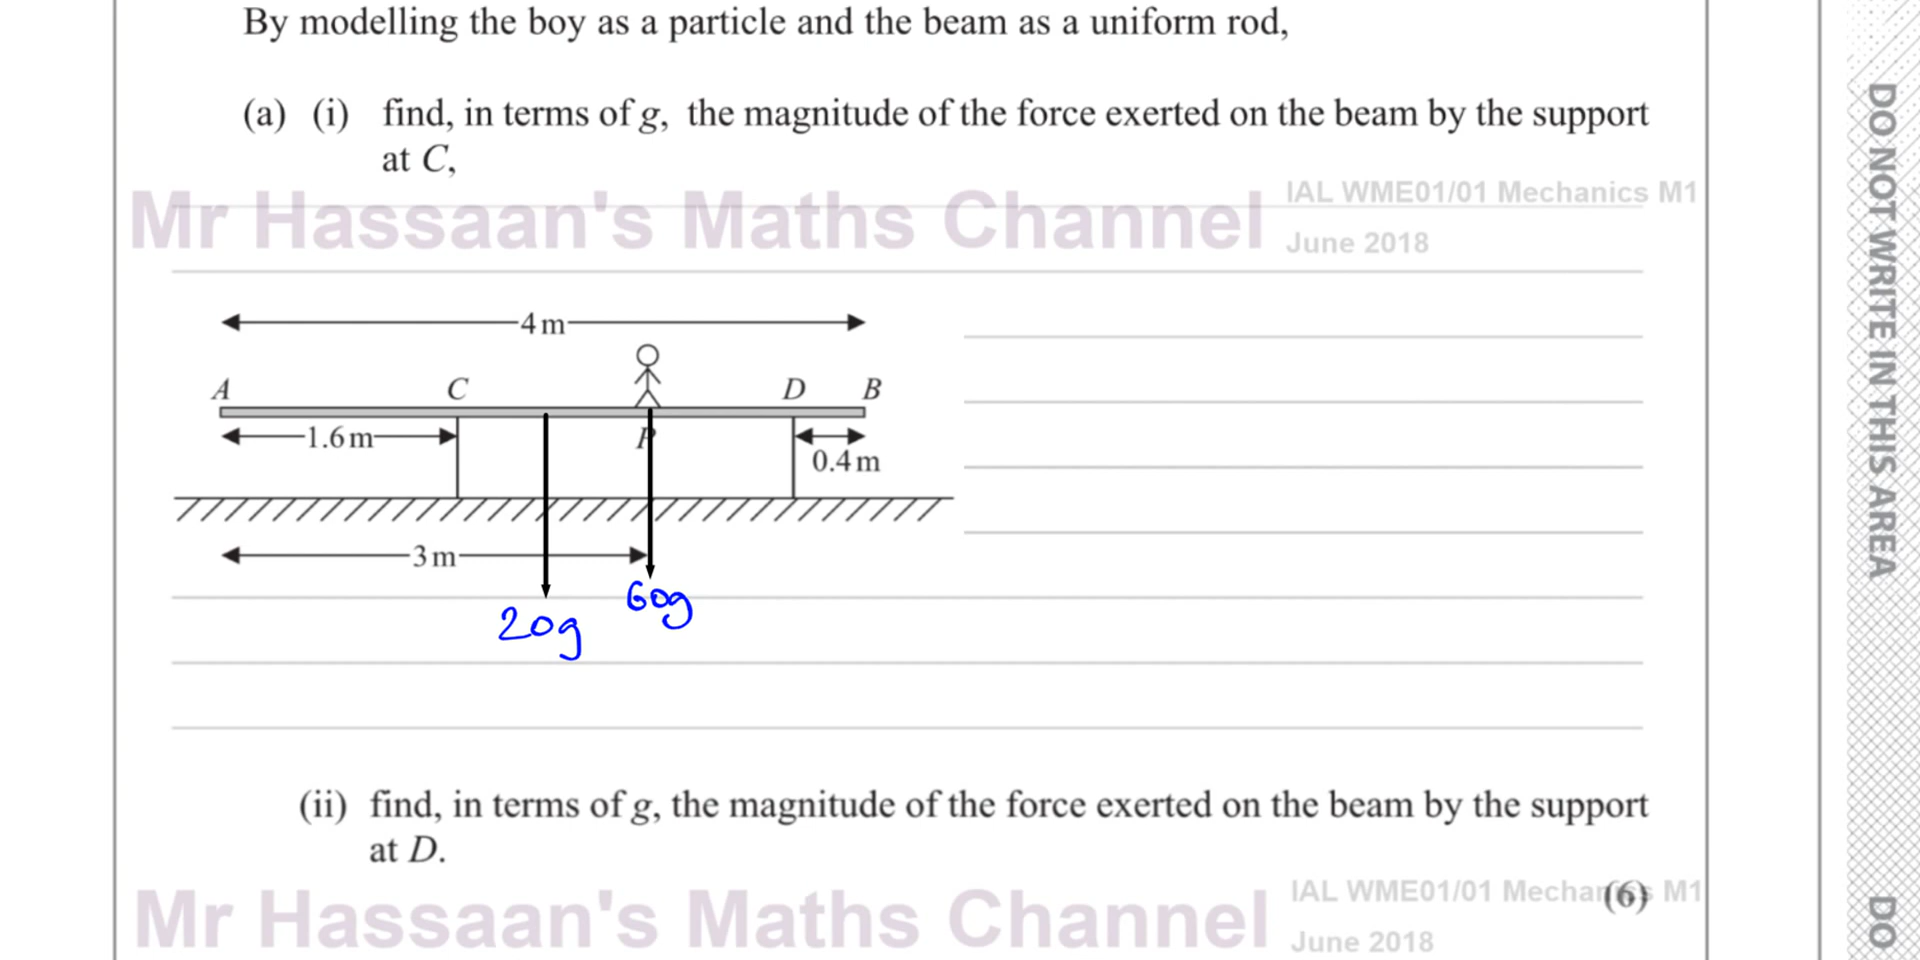 By modelling the boy as a particle and the beam as a uniform rod,
(a) (i) find, in terms of g, the magnitude of the force exerted on the beam by the support
at C,
Mr Hassaan's Maths Channel
IAL WME01/01 Mechanics M1
June 2018
4 m
A C D B
1.6 m P
0.4 m
3 m
20g 60g
(ii) find, in terms of g, the magnitude of the force exerted on the beam by the support
at D.
(6)
Mr Hassaan's Maths Channel
IAL WME01/01 Mechanics M1
June 2018
DO NOT WRITE IN THIS AREA
DO